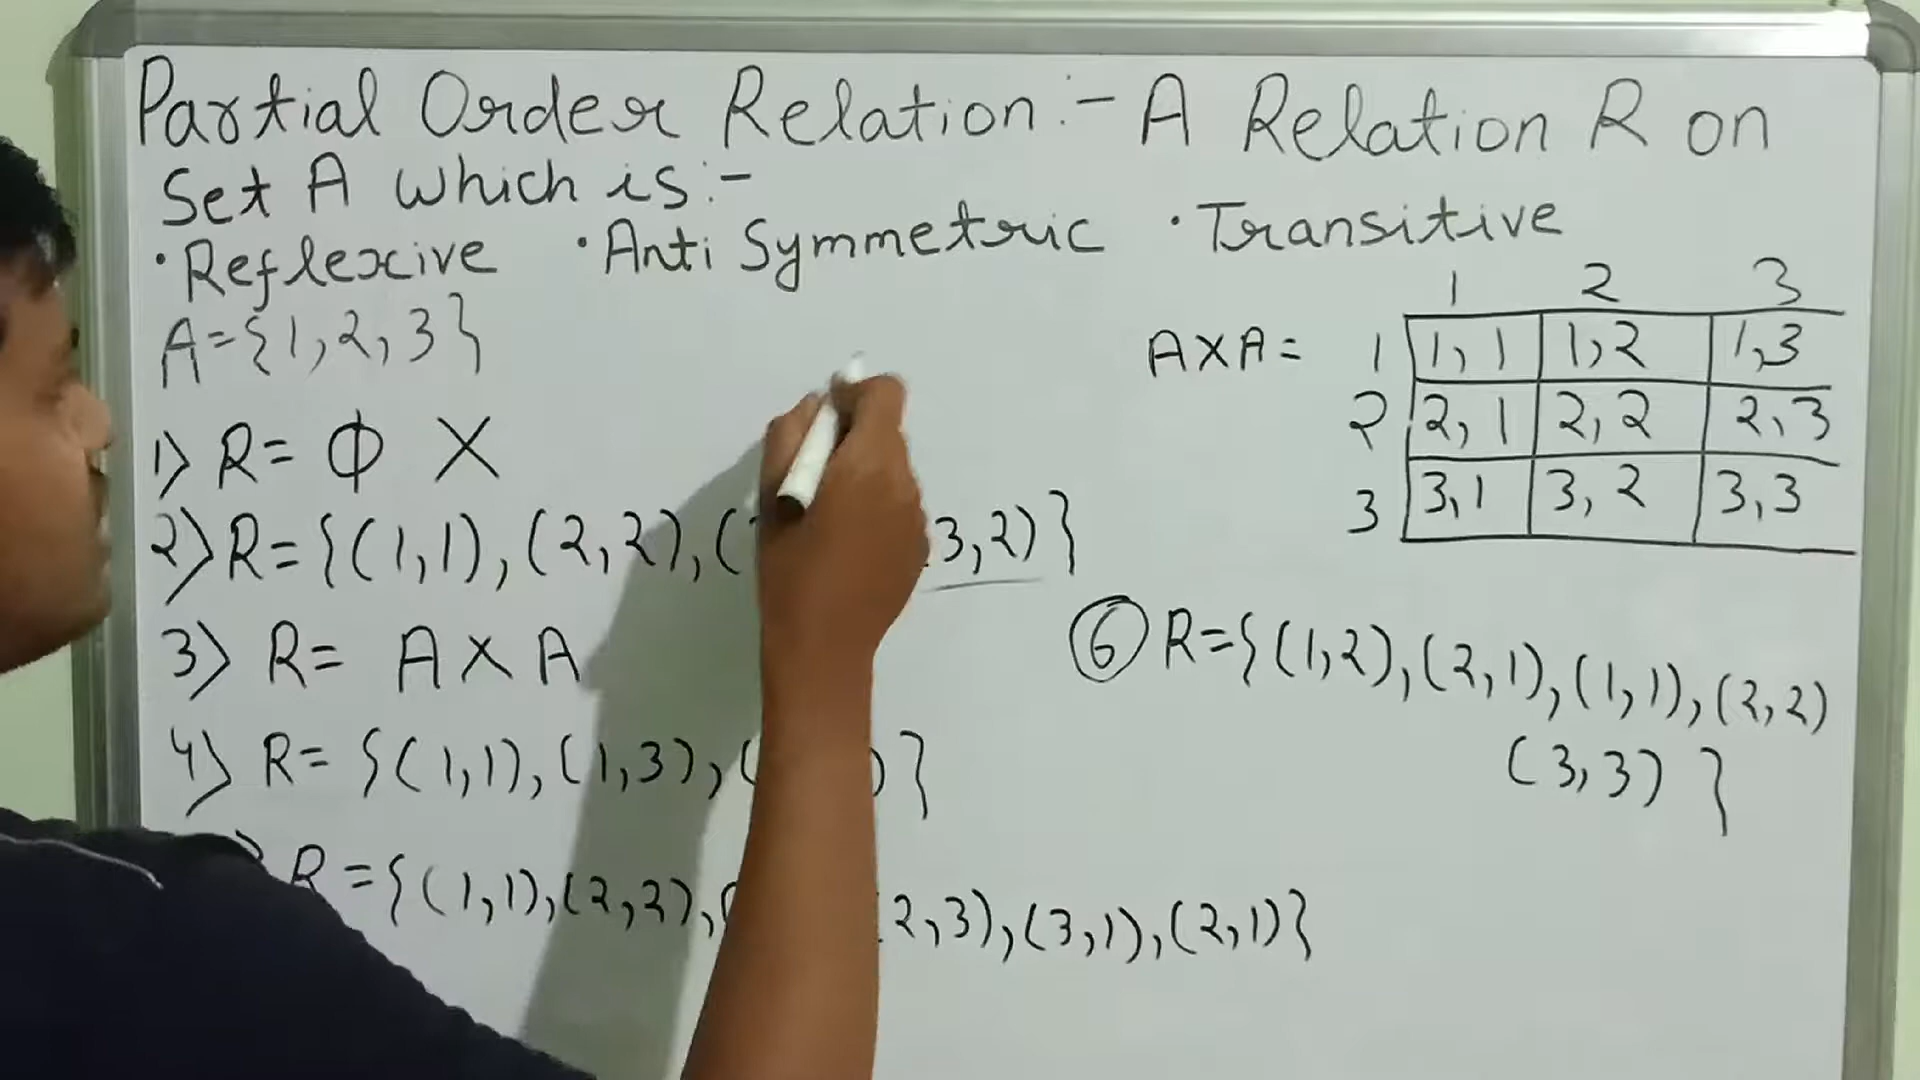 Partial Order Relation:- A Relation R on
Set A which is:-
· Reflexive · Anti Symmetric · Transitive
A={1,2,3}
1 2 3
A×A= 1 1,1 1,2 1,3
2 2,1 2,2 2,3
3 3,1 3,2 3,3
1) R= ϕ ×
2) R={(1,1),(2,2),( 3,2)}
3) R= A×A
4) R= {(1,1),(1,3),( )}
) R={(1,1),(2,2),( 2,3),(3,1),(2,1)}
⑥ R={(1,2),(2,1),(1,1),(2,2)
(3,3) }